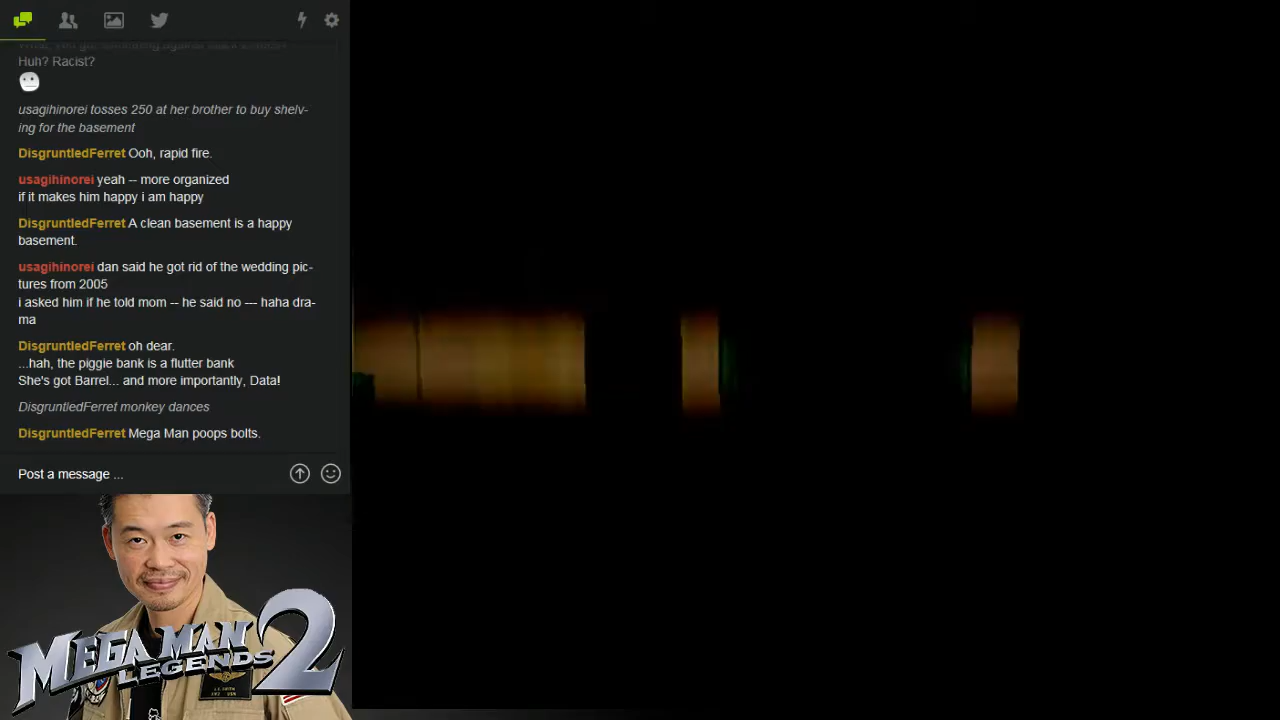 Huh? Racist?
usagihinorei tosses 250 at her brother to buy shelv-
ing for the basement
DisgruntledFerret Ooh, rapid fire.
usagihinorei yeah -- more organized
if it makes him happy i am happy
DisgruntledFerret A clean basement is a happy
basement.
usagihinorei dan said he got rid of the wedding pic-
tures from 2005
i asked him if he told mom -- he said no --- haha dra-
ma
DisgruntledFerret oh dear.
...hah, the piggie bank is a flutter bank
She's got Barrel... and more importantly, Data!
DisgruntledFerret monkey dances
DisgruntledFerret Mega Man poops bolts.
Post a message ...
MEGA MAN
LEGENDS 2